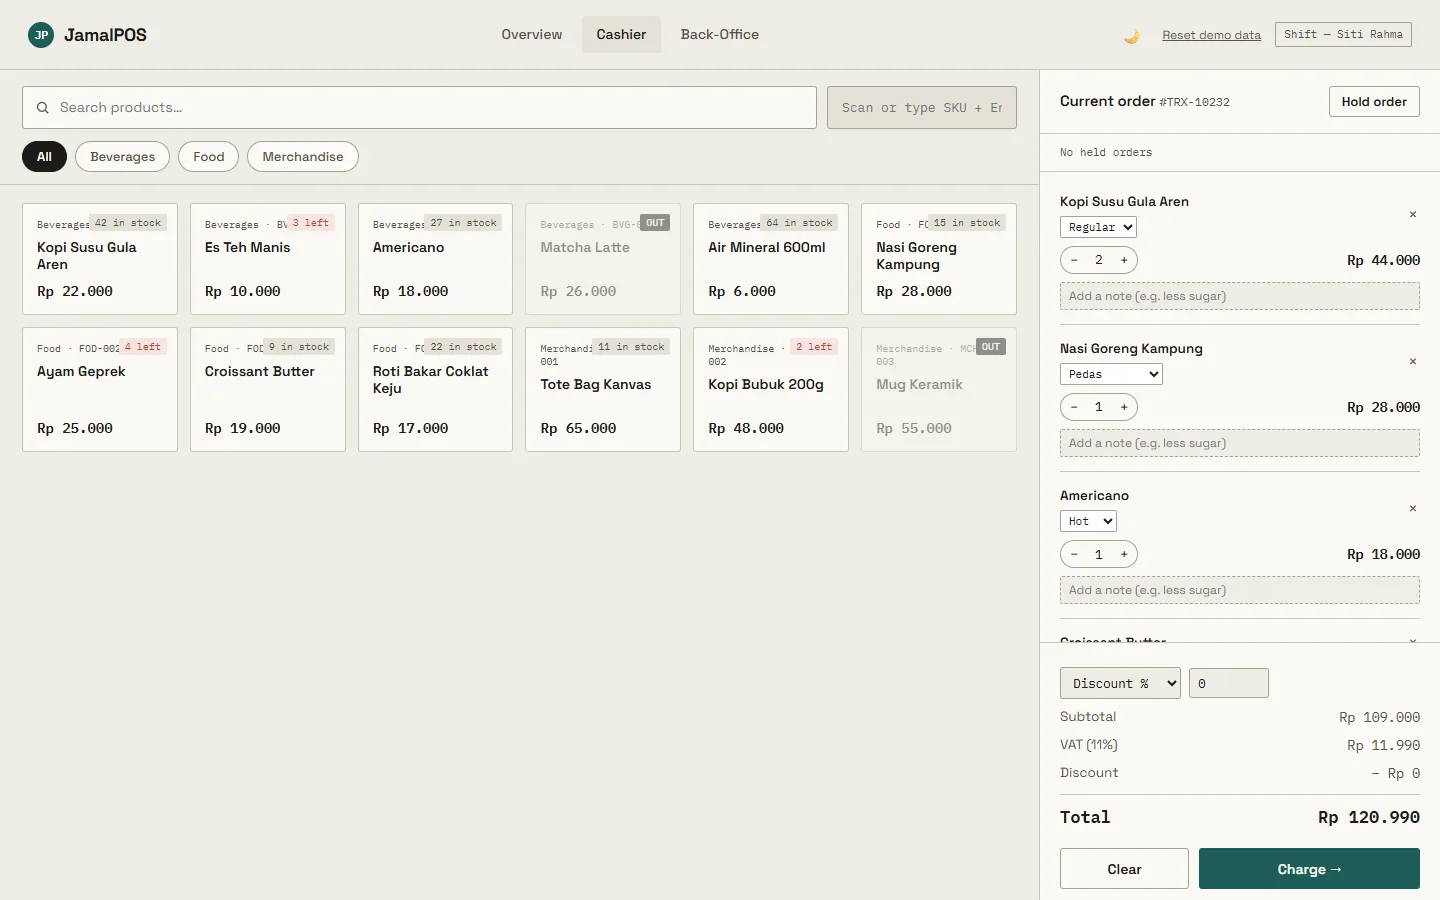 JP JamalPOS
Overview Cashier Back-Office
Reset demo data Shift — Siti Rahma
Search products...
Scan or type SKU + Er
All Beverages Food Merchandise
Beverages 42 in stock
Kopi Susu Gula
Aren
Rp 22.000
Beverages · BV 3 left
Es Teh Manis
Rp 10.000
Beverages 27 in stock
Americano
Rp 18.000
Beverages · BVG- OUT
Matcha Latte
Rp 26.000
Beverages 64 in stock
Air Mineral 600ml
Rp 6.000
Food · FO 15 in stock
Nasi Goreng
Kampung
Rp 28.000
Food · FOD-002 4 left
Ayam Geprek
Rp 25.000
Food · FOD 9 in stock
Croissant Butter
Rp 19.000
Food · FO 22 in stock
Roti Bakar Coklat
Keju
Rp 17.000
Merchandi 11 in stock
001
Tote Bag Kanvas
Rp 65.000
Merchandise · 2 left
002
Kopi Bubuk 200g
Rp 48.000
Merchandise · MCH OUT
003
Mug Keramik
Rp 55.000
Current order #TRX-10232 Hold order
No held orders
Kopi Susu Gula Aren ×
Regular
− 2 + Rp 44.000
Add a note (e.g. less sugar)
Nasi Goreng Kampung ×
Pedas
− 1 + Rp 28.000
Add a note (e.g. less sugar)
Americano ×
Hot
− 1 + Rp 18.000
Add a note (e.g. less sugar)
Croissant Butter ×
Discount % 0
Subtotal Rp 109.000
VAT (11%) Rp 11.990
Discount − Rp 0
Total Rp 120.990
Clear Charge →